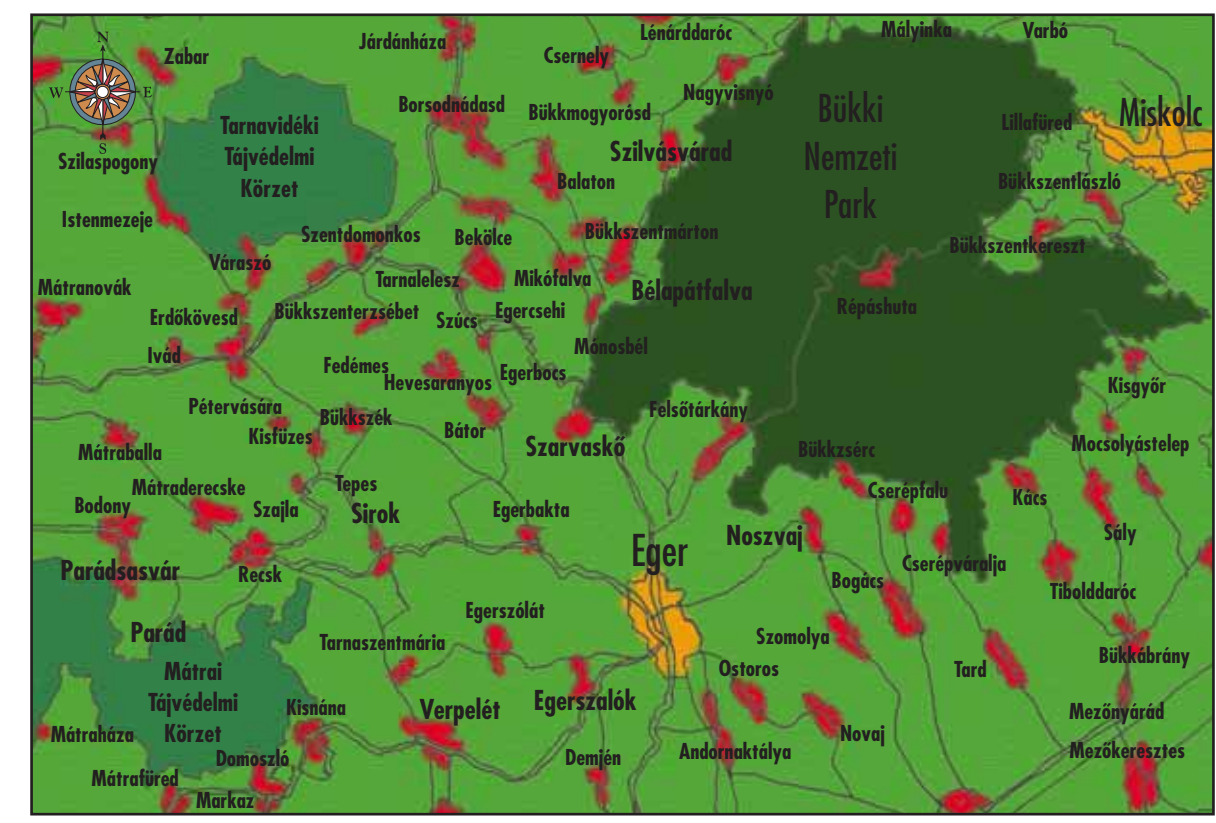 Lénárddaróc
Mályinka
Varbó
Járdánháza
N
Zabar
Csernely
W
E
Nagyvisnyó
Borsodnádasd
Bükkmogyorósd
Bükki
Nemzeti
Park
Miskolc
Lillafüred
Tarnavidéki
Tájvédelmi
Körzet
S
Szilaspogony
Szilvásvárad
Balaton
Bükkszentlászló
Istenmezeje
Szentdomonkos
Bekölce
Bükkszentmárton
Bükkszentkereszt
Váraszó
Tarnalelesz
Mikófalva
Bélapátfalva
Mátranovák
Répáshuta
Erdőkövesd
Bükkszenterzsébet
Szúcs
Egercsehi
Ivád
Mónosbél
Fedémes
Hevesaranyos
Egerbocs
Kisgyőr
Pétervására
Bükkszék
Felsőtárkány
Kisfüzes
Bátor
Szarvaskő
Mocsolyástelep
Mátraballa
Bükkzsérc
Mátraderecske
Tepes
Cserépfalu
Kács
Bodony
Szajla
Sirok
Egerbakta
Sály
Eger
Noszvaj
Parádsasvár
Recsk
Cserépváralja
Bogács
Tibolddaróc
Egerszólát
Parád
Tarnaszentmária
Szomolya
Bükkábrány
Mátrai
Tájvédelmi
Körzet
Ostoros
Tard
Egerszalók
Kisnána
Verpelét
Mezőnyárád
Mátraháza
Novaj
Domoszló
Demjén
Andornaktálya
Mezőkeresztes
Mátrafüred
Markaz